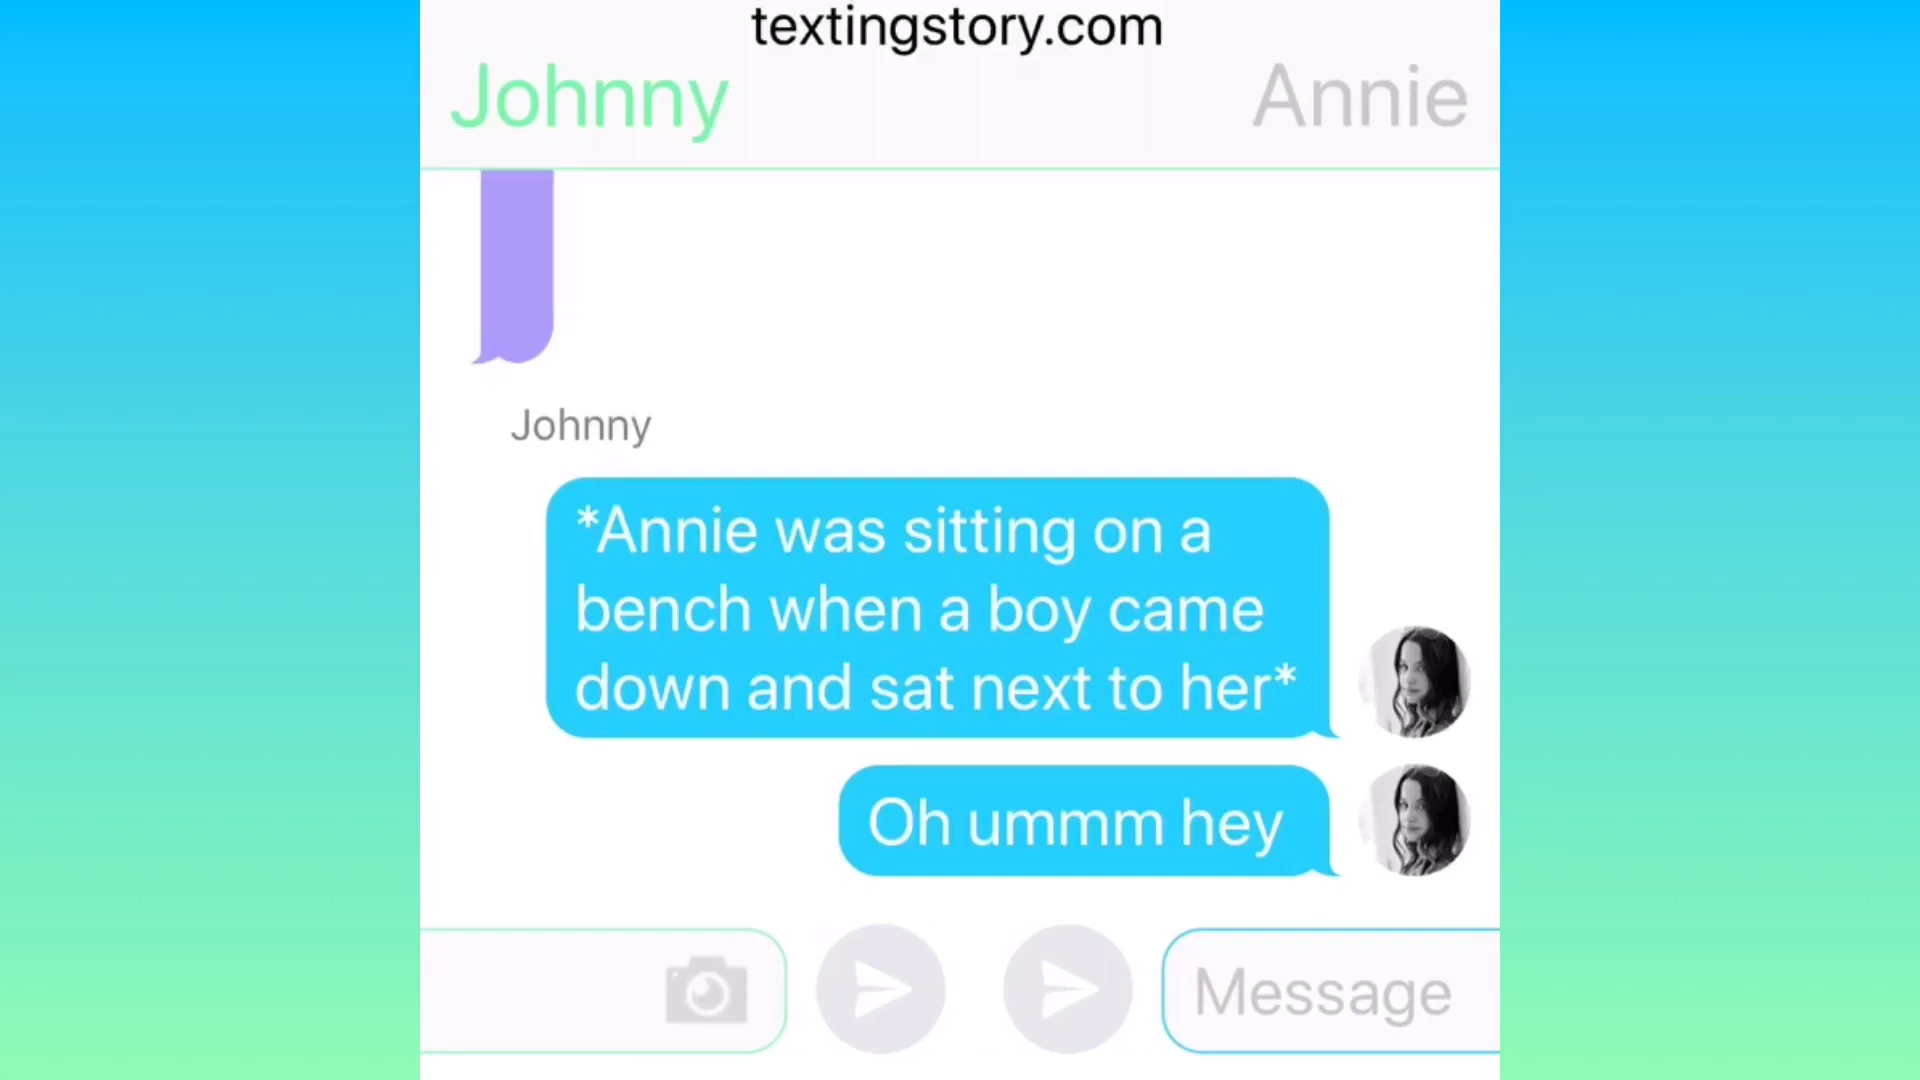 textingstory.com
Johnny
Annie
Johnny
*Annie was sitting on a
bench when a boy came
down and sat next to her*
Oh ummm hey
Message